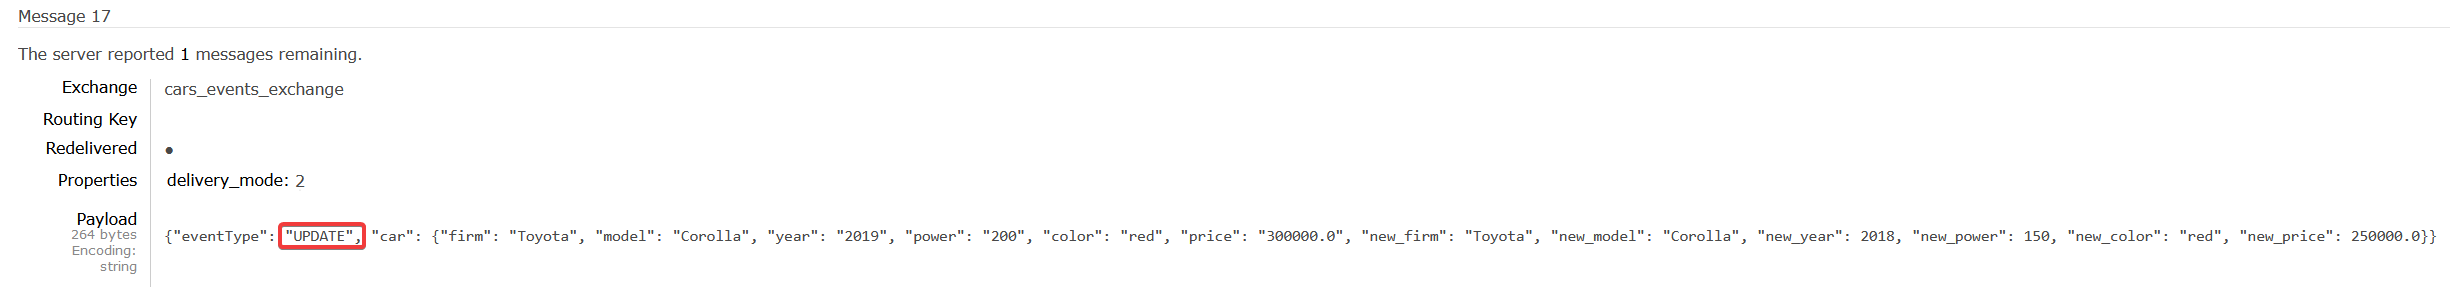 Message 17
The server reported 1 messages remaining.
Exchange cars_events_exchange
Routing Key
Redelivered ●
Properties delivery_mode: 2
Payload
264 bytes
Encoding:
string
{"eventType": "UPDATE", "car": {"firm": "Toyota", "model": "Corolla", "year": "2019", "power": "200", "color": "red", "price": "300000.0", "new_firm": "Toyota", "new_model": "Corolla", "new_year": 2018, "new_power": 150, "new_color": "red", "new_price": 250000.0}}